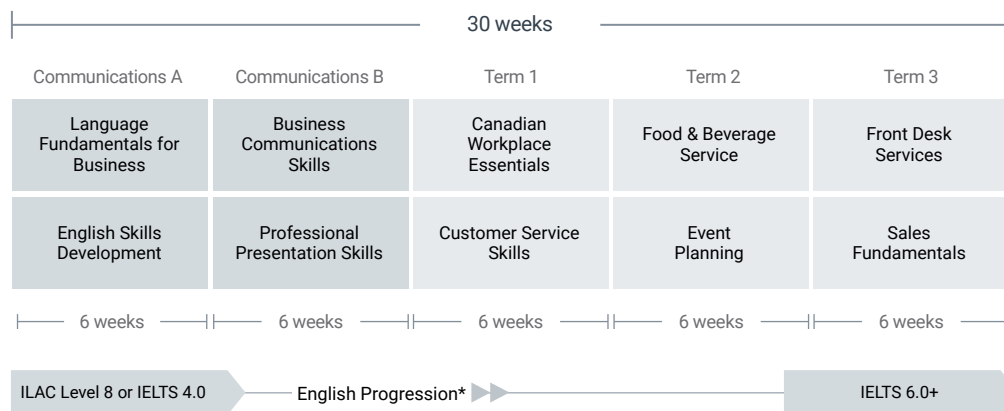 30 weeks
Communications A
Communications B
Term 1
Term 2
Term 3
Language
Fundamentals for
Business
Business
Communications
Skills
Canadian
Workplace
Essentials
Food & Beverage
Service
Front Desk
Services
English Skills
Development
Professional
Presentation Skills
Customer Service
Skills
Event
Planning
Sales
Fundamentals
6 weeks
6 weeks
6 weeks
6 weeks
6 weeks
ILAC Level 8 or IELTS 4.0
English Progression*
IELTS 6.0+